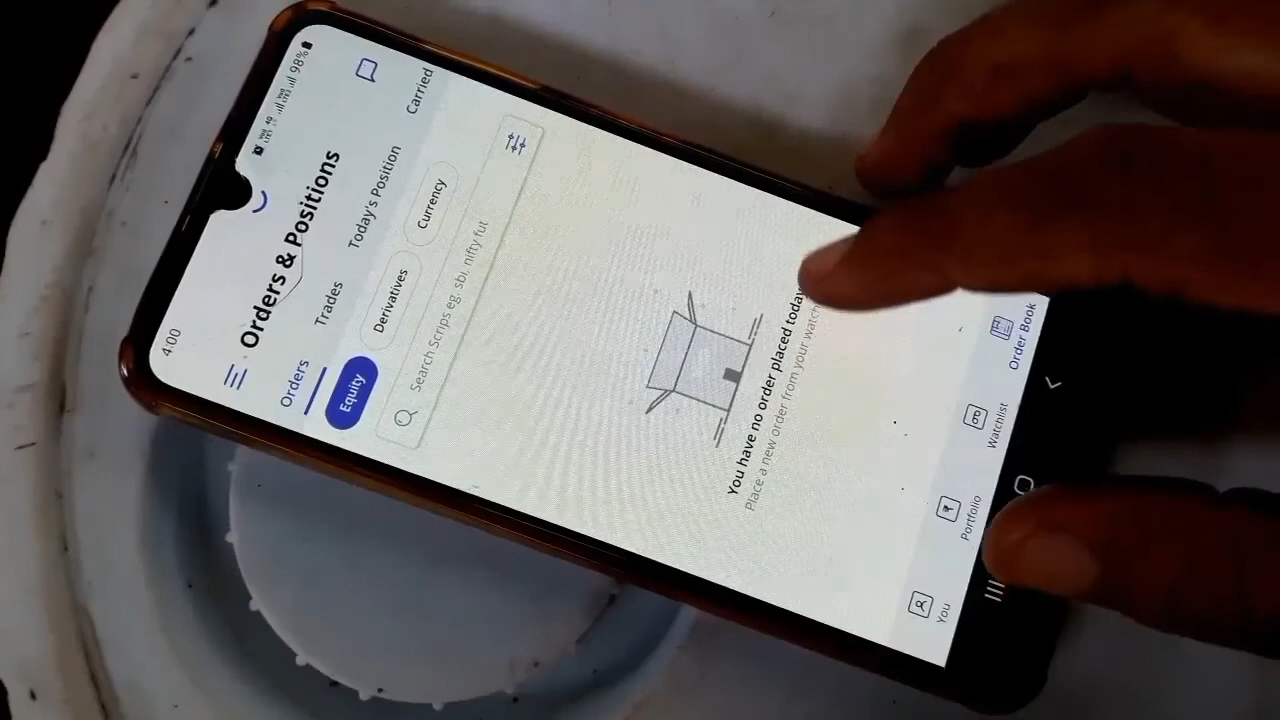 4:00
98%
Orders & Positions
Orders Trades Today's Position Carried
Equity Derivatives Currency
Search Scrips eg. sbi, nifty fut
You have no order placed today
Place a new order from your watch
You Portfolio Watchlist Order Book